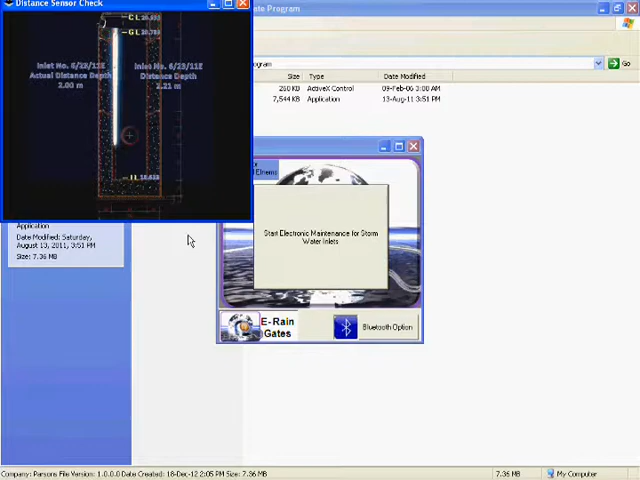 Distance Sensor Check
ate Program
ogram
Go
Size
Type
Date Modified
260 KB
ActiveX Control
09-Feb-06 3:00 AM
7,544 KB
Application
13-Aug-11 3:51 PM
Inlet No. 6/23/11E
Actual Distance Depth
2.00 m
Inlet No. 6/23/11E
Distance Depth
2.21 m
Start Electronic Maintenance for Storm
Water Inlets
E-Rain
Gates
Bluetooth Option
Application
Date Modified: Saturday,
August 13, 2011, 3:51 PM
Size: 7.36 MB
Company: Parsons File Version: 1.0.0.0 Date Created: 18-Dec-12 2:05 PM Size: 7.36 MB
7.36 MB
My Computer